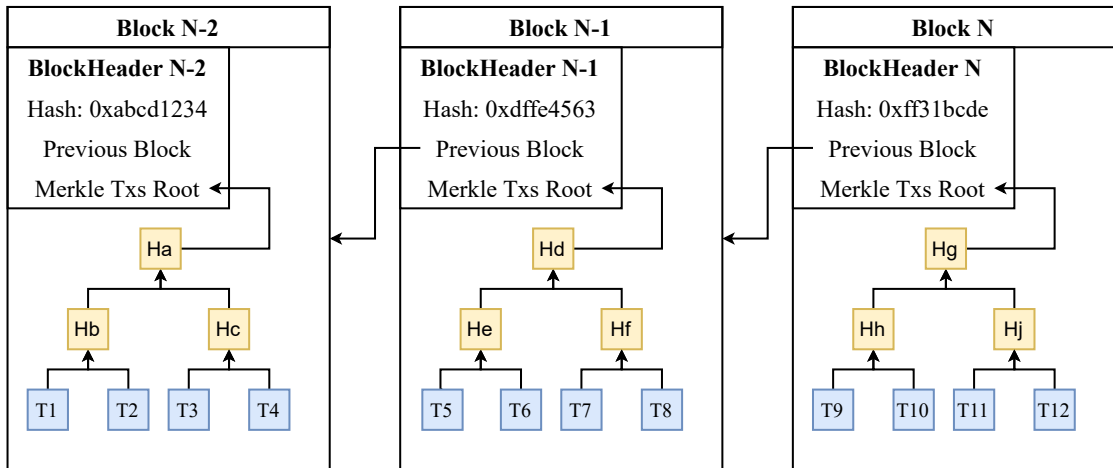 Block N-2
BlockHeader N-2
Hash: 0xabcd1234
Previous Block
Merkle Txs Root
Ha
Hb
Hc
T1
T2
T3
T4
Block N-1
BlockHeader N-1
Hash: 0xdffe4563
Previous Block
Merkle Txs Root
Hd
He
Hf
T5
T6
T7
T8
Block N
BlockHeader N
Hash: 0xff31bcde
Previous Block
Merkle Txs Root
Hg
Hh
Hj
T9
T10
T11
T12